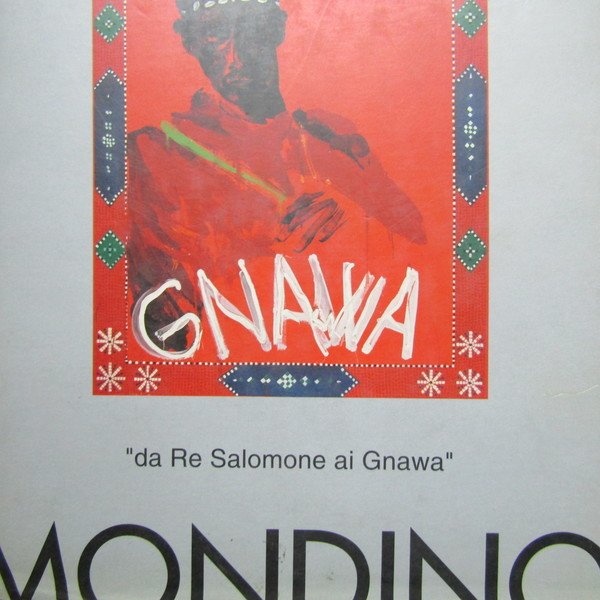 GNAWA
"da Re Salomone ai Gnawa"
MONDINO